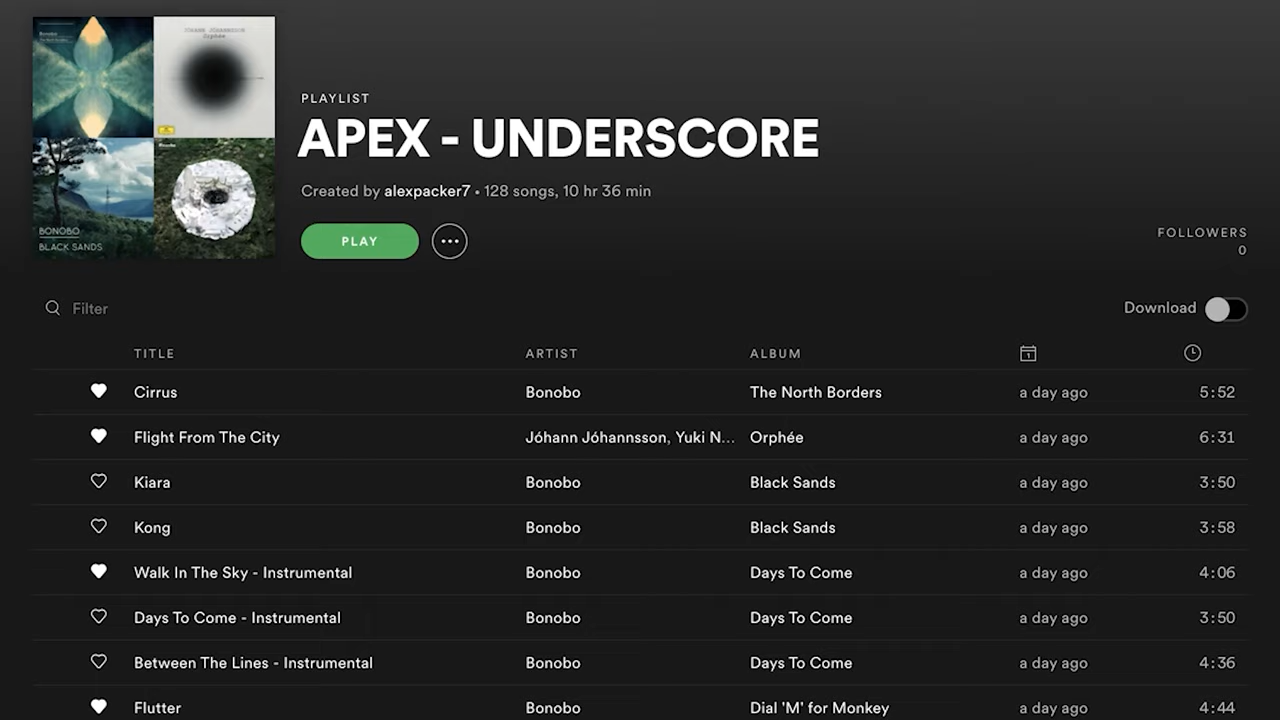 BONOBO
BLACK SANDS
PLAYLIST
APEX - UNDERSCORE
Created by alexpacker7 • 128 songs, 10 hr 36 min
PLAY
FOLLOWERS
0
Filter
Download
TITLE ARTIST ALBUM
Cirrus Bonobo The North Borders a day ago 5:52
Flight From The City Jóhann Jóhannsson, Yuki N... Orphée a day ago 6:31
Kiara Bonobo Black Sands a day ago 3:50
Kong Bonobo Black Sands a day ago 3:58
Walk In The Sky - Instrumental Bonobo Days To Come a day ago 4:06
Days To Come - Instrumental Bonobo Days To Come a day ago 3:50
Between The Lines - Instrumental Bonobo Days To Come a day ago 4:36
Flutter Bonobo Dial 'M' for Monkey a day ago 4:44